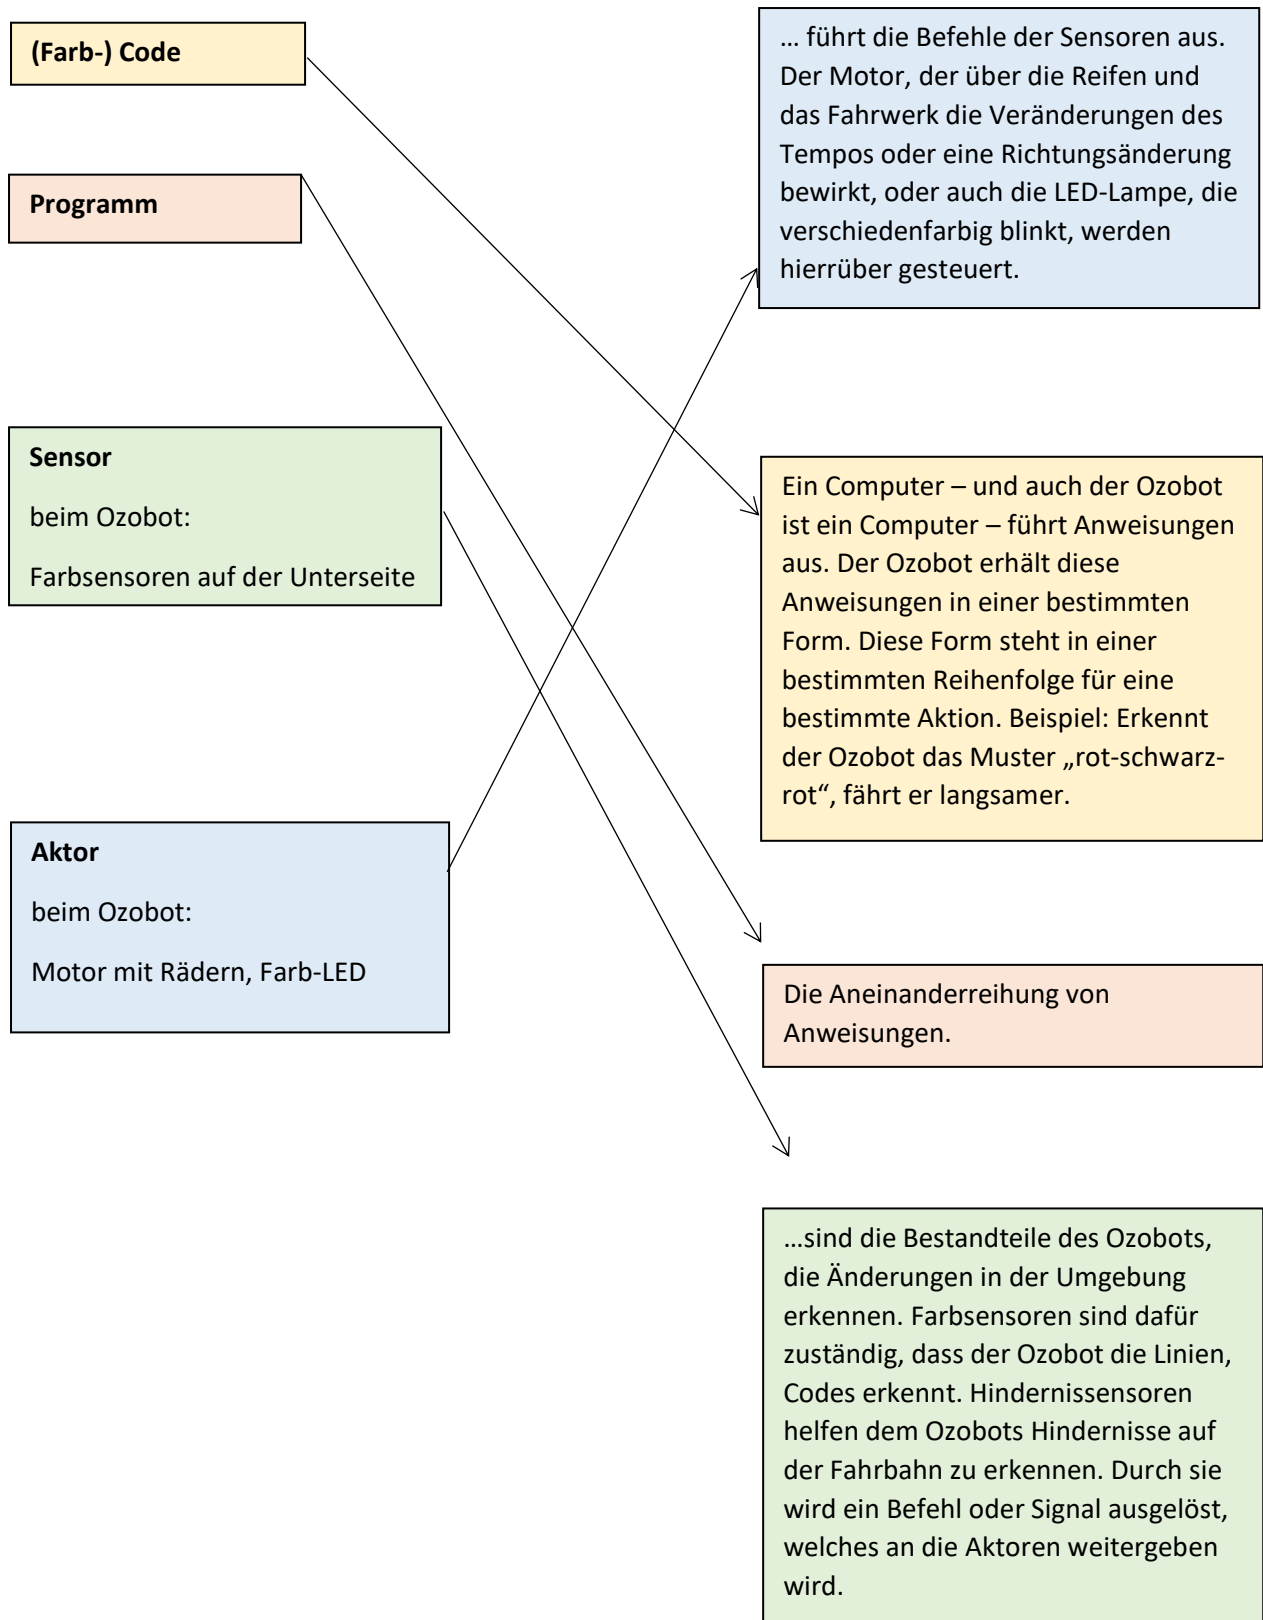 (Farb-) Code
Programm
Sensor
beim Ozobot:
Farbsensoren auf der Unterseite
Aktor
beim Ozobot:
Motor mit Rädern, Farb-LED
... führt die Befehle der Sensoren aus.
Der Motor, der über die Reifen und
das Fahrwerk die Veränderungen des
Tempos oder eine Richtungsänderung
bewirkt, oder auch die LED-Lampe, die
verschiedenfarbig blinkt, werden
hierrüber gesteuert.
Ein Computer – und auch der Ozobot
ist ein Computer – führt Anweisungen
aus. Der Ozobot erhält diese
Anweisungen in einer bestimmten
Form. Diese Form steht in einer
bestimmten Reihenfolge für eine
bestimmte Aktion. Beispiel: Erkennt
der Ozobot das Muster „rot-schwarz-
rot“, fährt er langsamer.
Die Aneinanderreihung von
Anweisungen.
...sind die Bestandteile des Ozobots,
die Änderungen in der Umgebung
erkennen. Farbsensoren sind dafür
zuständig, dass der Ozobot die Linien,
Codes erkennt. Hindernissensoren
helfen dem Ozobots Hindernisse auf
der Fahrbahn zu erkennen. Durch sie
wird ein Befehl oder Signal ausgelöst,
welches an die Aktoren weitergeben
wird.